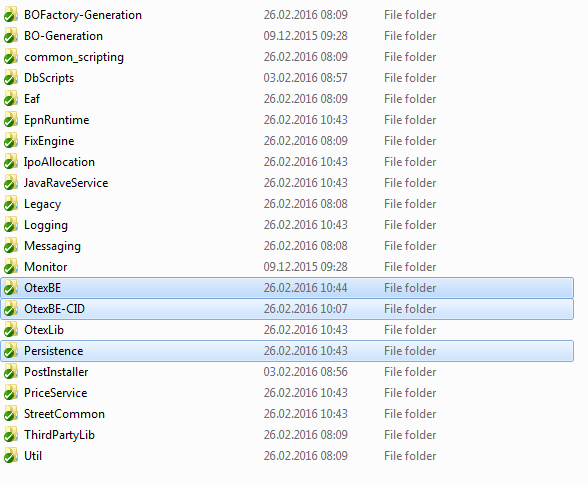 BOFactory-Generation 26.02.2016 08:09 File folder
BO-Generation 09.12.2015 09:28 File folder
common_scripting 26.02.2016 08:09 File folder
DbScripts 03.02.2016 08:57 File folder
Eaf 26.02.2016 08:09 File folder
EpnRuntime 26.02.2016 10:43 File folder
FixEngine 26.02.2016 08:09 File folder
IpoAllocation 26.02.2016 10:43 File folder
JavaRaveService 26.02.2016 10:43 File folder
Legacy 26.02.2016 08:08 File folder
Logging 26.02.2016 10:43 File folder
Messaging 26.02.2016 08:08 File folder
Monitor 09.12.2015 09:28 File folder
OtexBE 26.02.2016 10:44 File folder
OtexBE-CID 26.02.2016 10:07 File folder
OtexLib 26.02.2016 10:43 File folder
Persistence 26.02.2016 10:43 File folder
PostInstaller 03.02.2016 08:56 File folder
PriceService 26.02.2016 10:43 File folder
StreetCommon 26.02.2016 10:43 File folder
ThirdPartyLib 26.02.2016 08:09 File folder
Util 26.02.2016 08:09 File folder